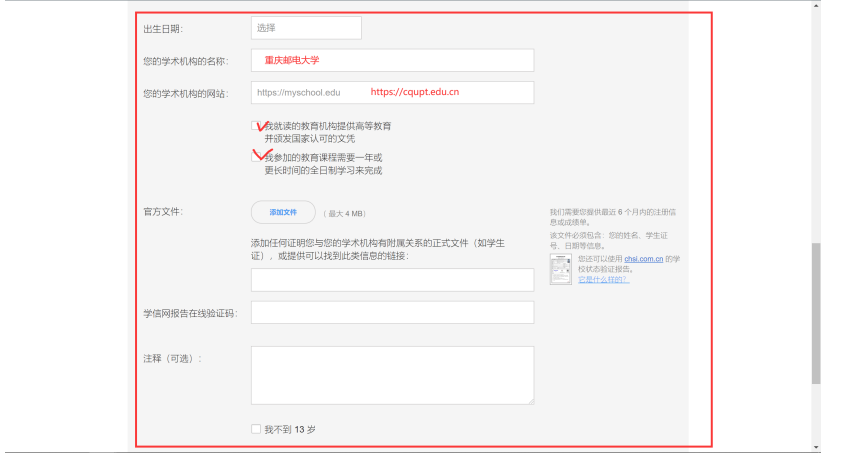 出生日期:
选择
您的学术机构的名称:
重庆邮电大学
您的学术机构的网站:
https://myschool.edu
https://cqupt.edu.cn
我就读的教育机构提供高等教育
并颁发国家认可的文凭
我参加的教育课程需要一年或
更长时间的全日制学习来完成
官方文件:
添加文件
( 最大 4 MB)
添加任何证明您与您的学术机构有附属关系的正式文件（如学生
证），或提供可以找到此类信息的链接:
我们需要您提供最近 6 个月内的注册信
息或成绩单。
该文件必须包含: 您的姓名、学生证
号、日期等信息。
您还可以使用 chsi.com.cn 的学
校状态验证报告。
它是什么样的？
学信网报告在线验证码:
注释（可选）:
我不到 13 岁